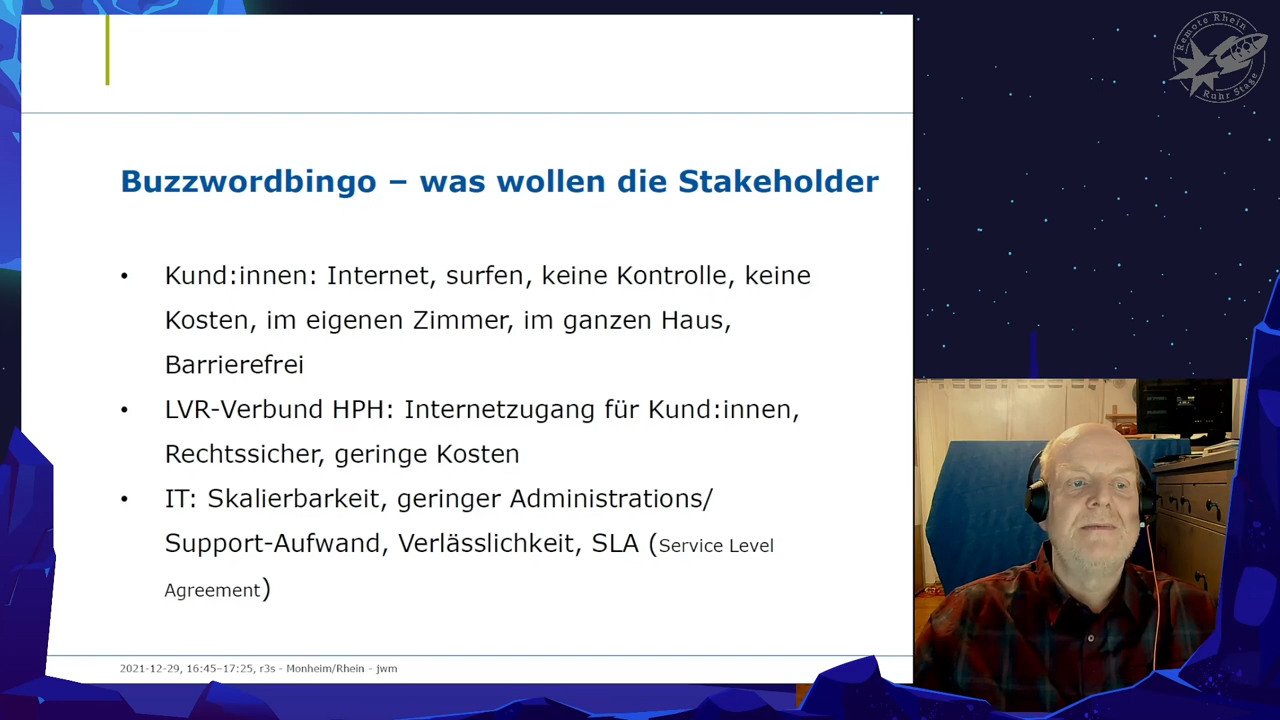 Remote Rhein
Ruhr Stage
Buzzwordbingo – was wollen die Stakeholder
• Kund:innen: Internet, surfen, keine Kontrolle, keine
Kosten, im eigenen Zimmer, im ganzen Haus,
Barrierefrei
• LVR-Verbund HPH: Internetzugang für Kund:innen,
Rechtssicher, geringe Kosten
• IT: Skalierbarkeit, geringer Administrations/
Support-Aufwand, Verlässlichkeit, SLA (Service Level
Agreement)
2021-12-29, 16:45–17:25, r3s - Monheim/Rhein - jwm